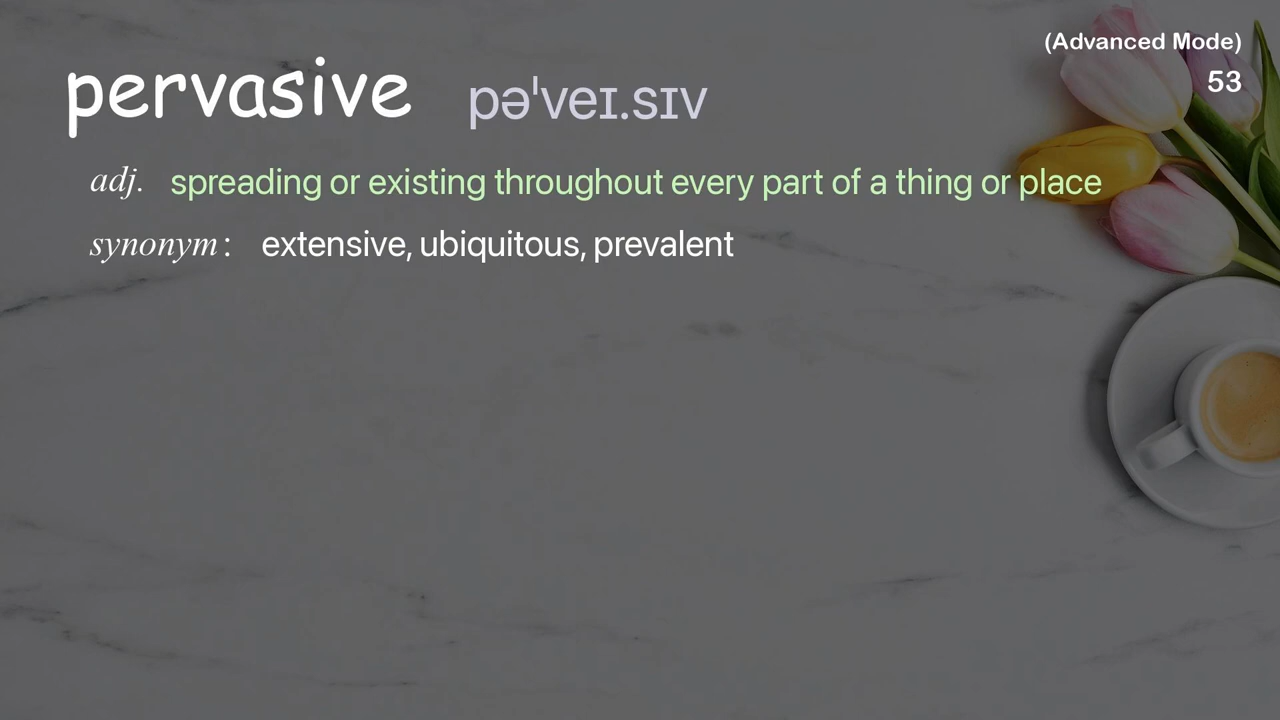 (Advanced Mode)
53
pervasive pəˈveɪ.sɪv
adj. spreading or existing throughout every part of a thing or place
synonym: extensive, ubiquitous, prevalent